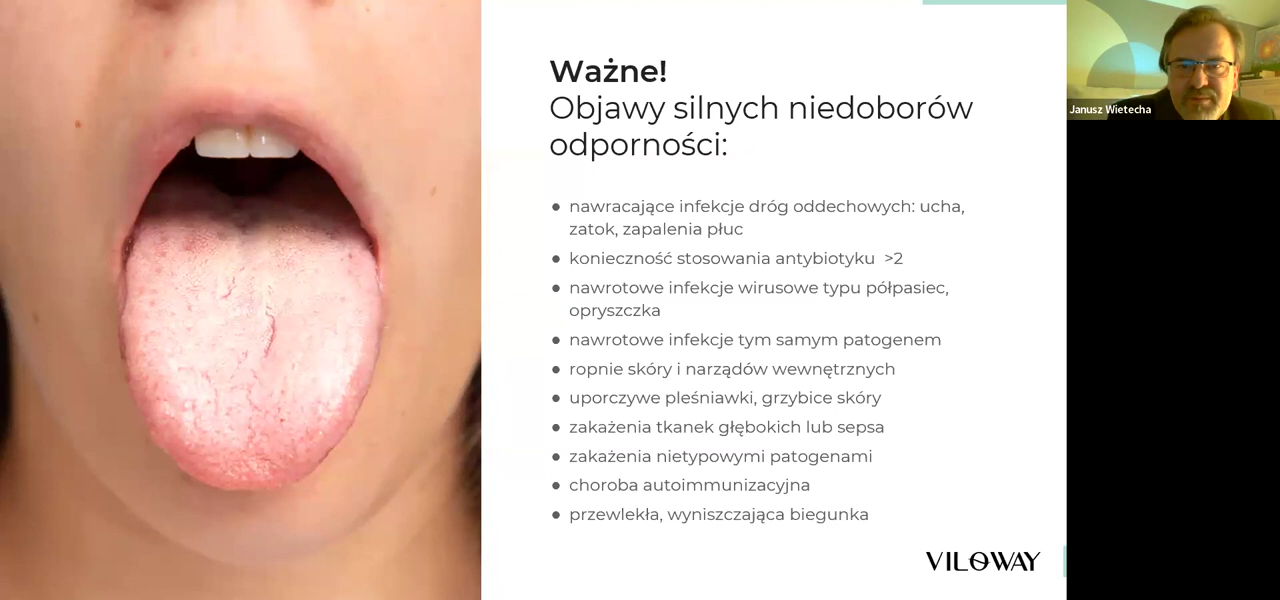 Ważne!
Objawy silnych niedoborów
odporności:
● nawracające infekcje dróg oddechowych: ucha,
zatok, zapalenia płuc
● konieczność stosowania antybiotyku >2
● nawrotowe infekcje wirusowe typu półpasiec,
opryszczka
● nawrotowe infekcje tym samym patogenem
● ropnie skóry i narządów wewnętrznych
● uporczywe pleśniawki, grzybice skóry
● zakażenia tkanek głębokich lub sepsa
● zakażenia nietypowymi patogenami
● choroba autoimmunizacyjna
● przewlekła, wyniszczająca biegunka
VILOWAY
Janusz Wietecha